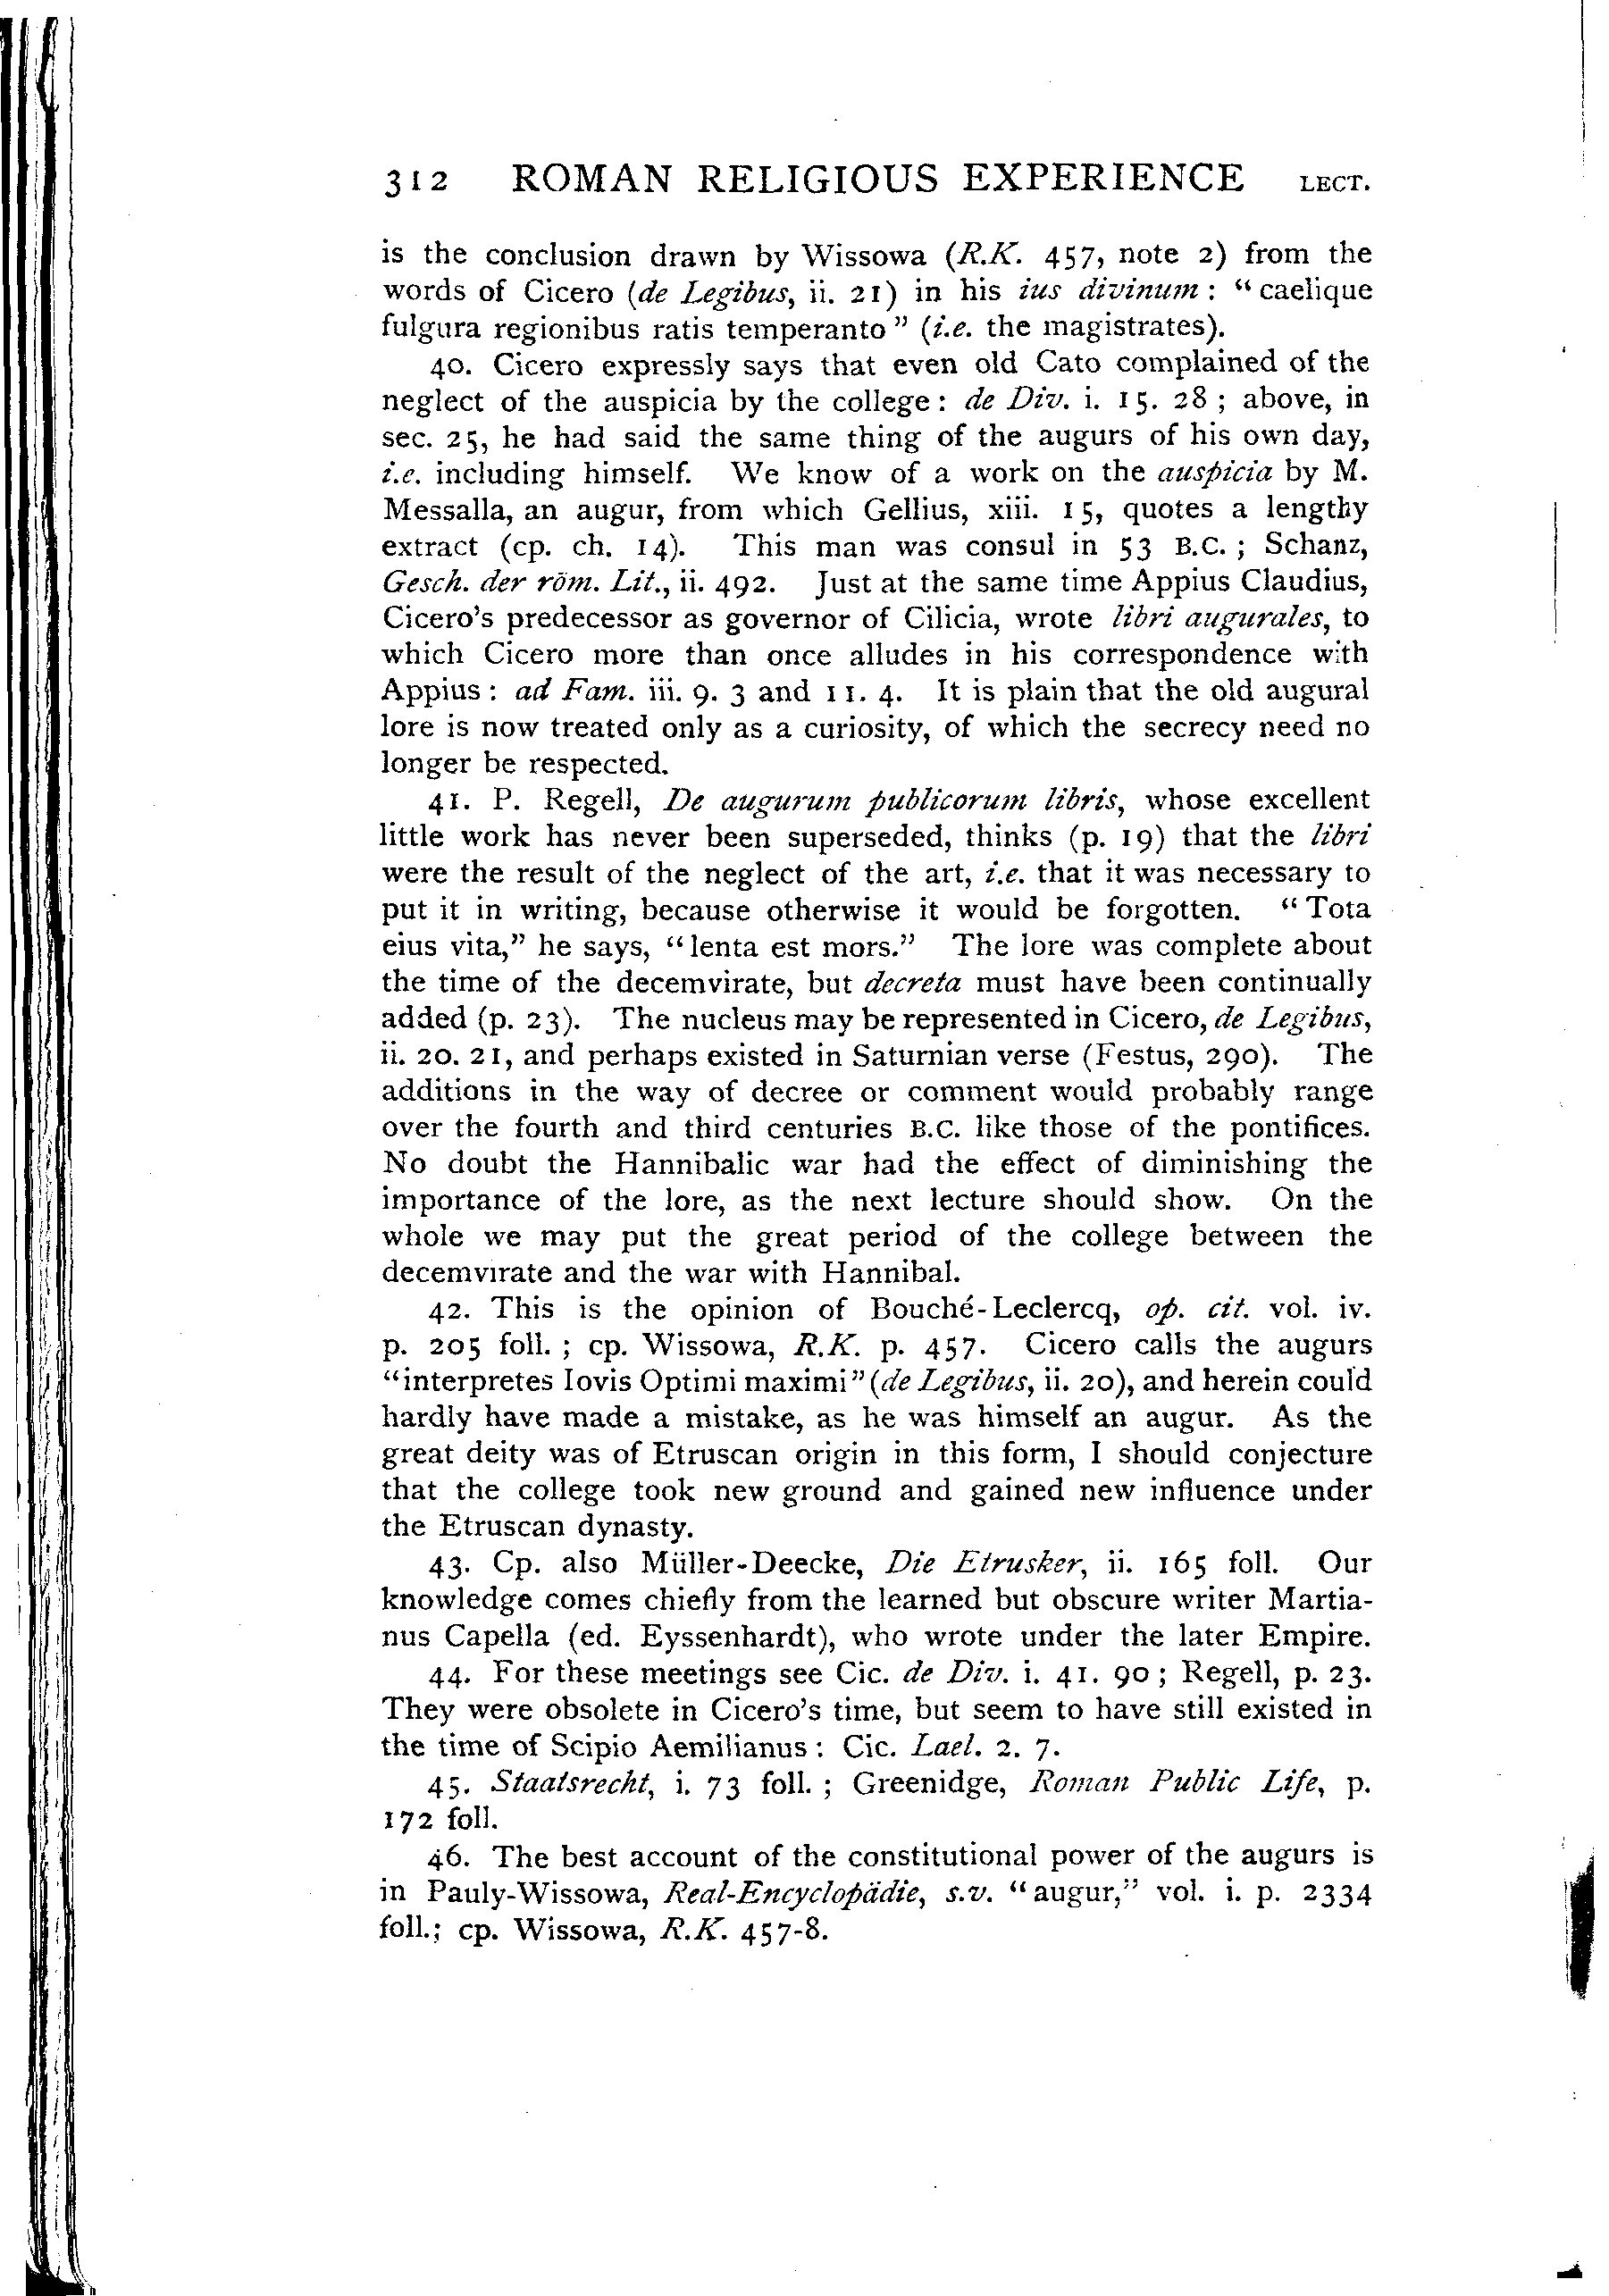 312 ROMAN RELIGIOUS EXPERIENCE LECT.
is the conclusion drawn by Wissowa (R.K. 457, note 2) from the
words of Cicero (de Legibus, ii. 21) in his ius divinum : “caelique
fulgura regionibus ratis temperanto” (i.e. the magistrates).
40. Cicero expressly says that even old Cato complained of the
neglect of the auspicia by the college: de Div. i. 15. 28 ; above, in
sec. 25, he had said the same thing of the augurs of his own day,
i.e. including himself. We know of a work on the auspicia by M.
Messalla, an augur, from which Gellius, xiii. 15, quotes a lengthy
extract (cp. ch. 14). This man was consul in 53 B.C. ; Schanz,
Gesch. der röm. Lit., ii. 492. Just at the same time Appius Claudius,
Cicero’s predecessor as governor of Cilicia, wrote libri augurales, to
which Cicero more than once alludes in his correspondence with
Appius : ad Fam. iii. 9. 3 and 11. 4. It is plain that the old augural
lore is now treated only as a curiosity, of which the secrecy need no
longer be respected.
41. P. Regell, De augurum publicorum libris, whose excellent
little work has never been superseded, thinks (p. 19) that the libri
were the result of the neglect of the art, i.e. that it was necessary to
put it in writing, because otherwise it would be forgotten. “Tota
eius vita,” he says, “lenta est mors.” The lore was complete about
the time of the decemvirate, but decreta must have been continually
added (p. 23). The nucleus may be represented in Cicero, de Legibus,
ii. 20. 21, and perhaps existed in Saturnian verse (Festus, 290). The
additions in the way of decree or comment would probably range
over the fourth and third centuries B.C. like those of the pontifices.
No doubt the Hannibalic war had the effect of diminishing the
importance of the lore, as the next lecture should show. On the
whole we may put the great period of the college between the
decemvirate and the war with Hannibal.
42. This is the opinion of Bouché-Leclercq, op. cit. vol. iv.
p. 205 foll. ; cp. Wissowa, R.K. p. 457. Cicero calls the augurs
“interpretes Iovis Optimi maximi” (de Legibus, ii. 20), and herein could
hardly have made a mistake, as he was himself an augur. As the
great deity was of Etruscan origin in this form, I should conjecture
that the college took new ground and gained new influence under
the Etruscan dynasty.
43. Cp. also Müller-Deecke, Die Etrusker, ii. 165 foll. Our
knowledge comes chiefly from the learned but obscure writer Martia-
nus Capella (ed. Eyssenhardt), who wrote under the later Empire.
44. For these meetings see Cic. de Div. i. 41. 90 ; Regell, p. 23.
They were obsolete in Cicero’s time, but seem to have still existed in
the time of Scipio Aemilianus : Cic. Lael. 2. 7.
45. Staatsrecht, i. 73 foll. ; Greenidge, Roman Public Life, p.
172 foll.
46. The best account of the constitutional power of the augurs is
in Pauly-Wissowa, Real-Encyclopädie, s.v. “augur,” vol. i. p. 2334
foll.; cp. Wissowa, R.K. 457-8.